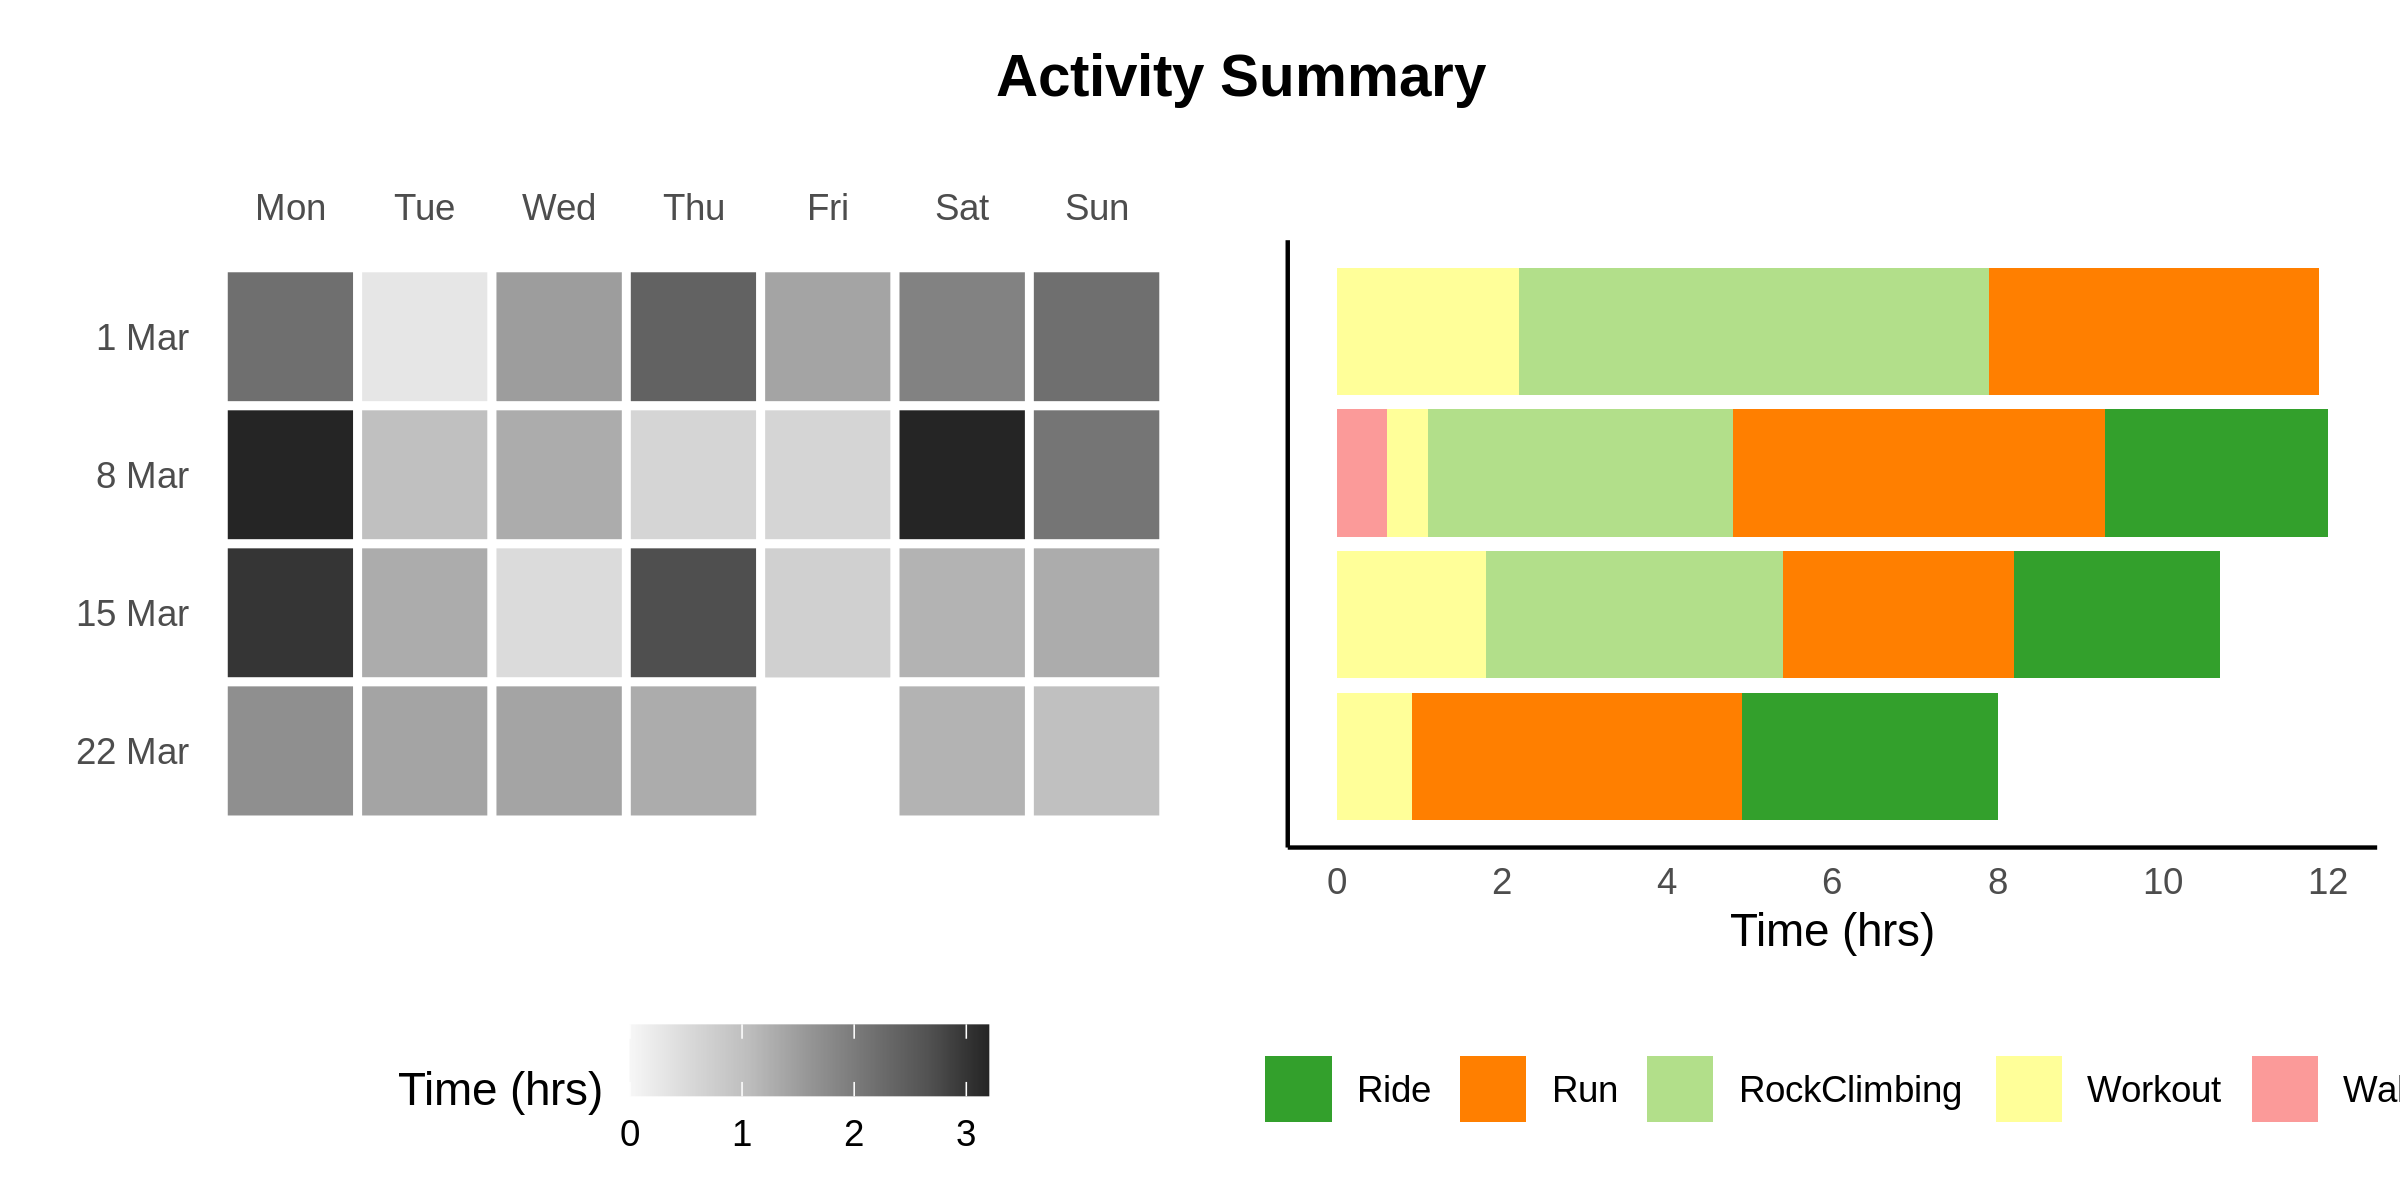 Activity Summary
Mon Tue Wed Thu Fri Sat Sun
1 Mar
8 Mar
15 Mar
22 Mar
0 2 4 6 8 10 12
Time (hrs)
Time (hrs)
0 1 2 3
Ride Run RockClimbing Workout